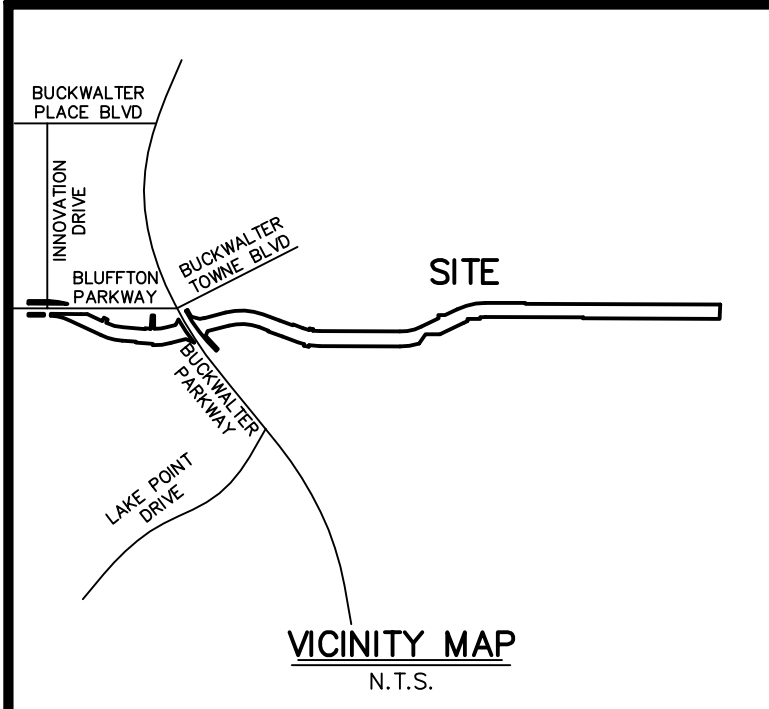 BUCKWALTER
PLACE BLVD
INNOVATION
DRIVE
BUCKWALTER
TOWNE BLVD
BLUFFTON
PARKWAY
SITE
BUCKWALTER
PARKWAY
LAKE POINT
DRIVE
VICINITY MAP
N.T.S.